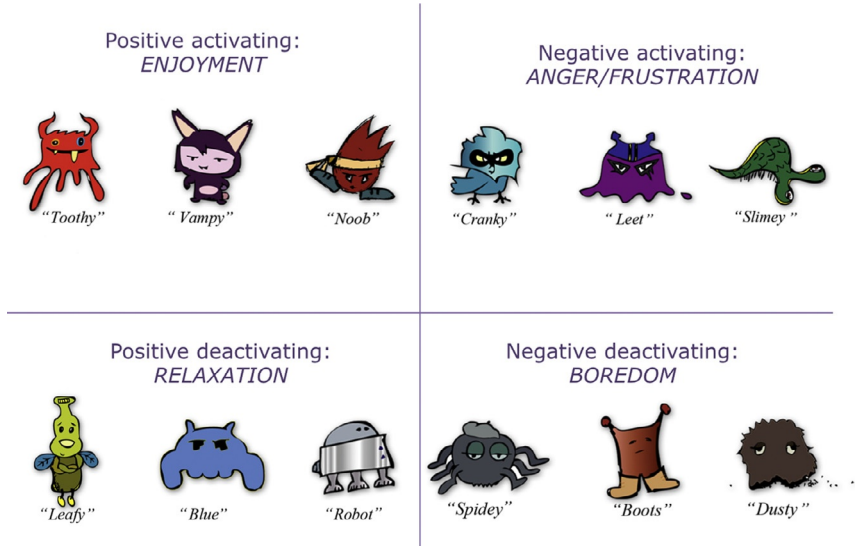 Positive activating:
ENJOYMENT
Negative activating:
ANGER/FRUSTRATION
“Toothy”
“ Vampy”
“Noob”
“Cranky”
“ Leet”
“Slimey ”
Positive deactivating:
RELAXATION
Negative deactivating:
BOREDOM
“Leafy”
“Blue”
“Robot”
“Spidey”
“Boots”
“Dusty”